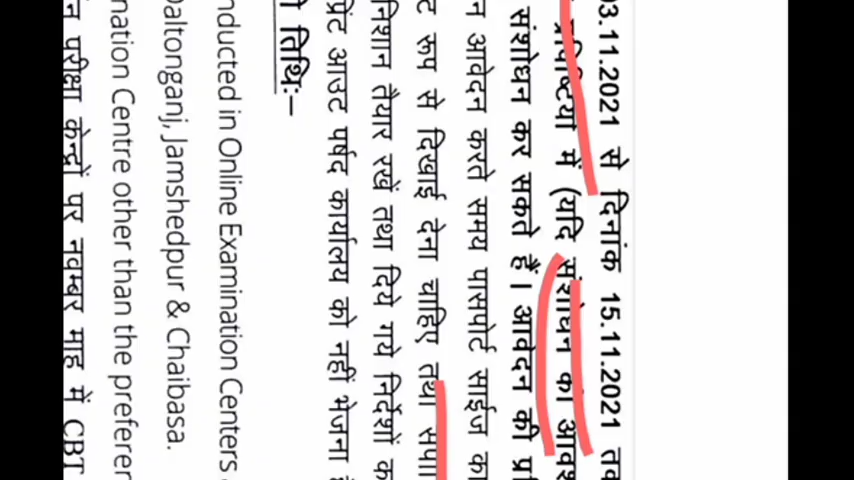 03.11.2021 से दिनांक 15.11.2021 तक
प्रविष्टियों में (यदि संशोधन की आवश
संशोधन कर सकते हैं। आवेदन की
आवेदन करते समय पासपोर्ट साईज का
रूप से दिखाई देना चाहिए तथा
निशान तैयार रखें तथा दिये गये निर्देशों
प्रिंट आउट पर्षद कार्यालय को नहीं भेजना
तिथिः–
nducted in Online Examination Centers
Daltonganj, Jamshedpur & Chaibasa.
nation Centre other than the preferen
न परीक्षा केन्द्रों पर नवम्बर माह में CBT